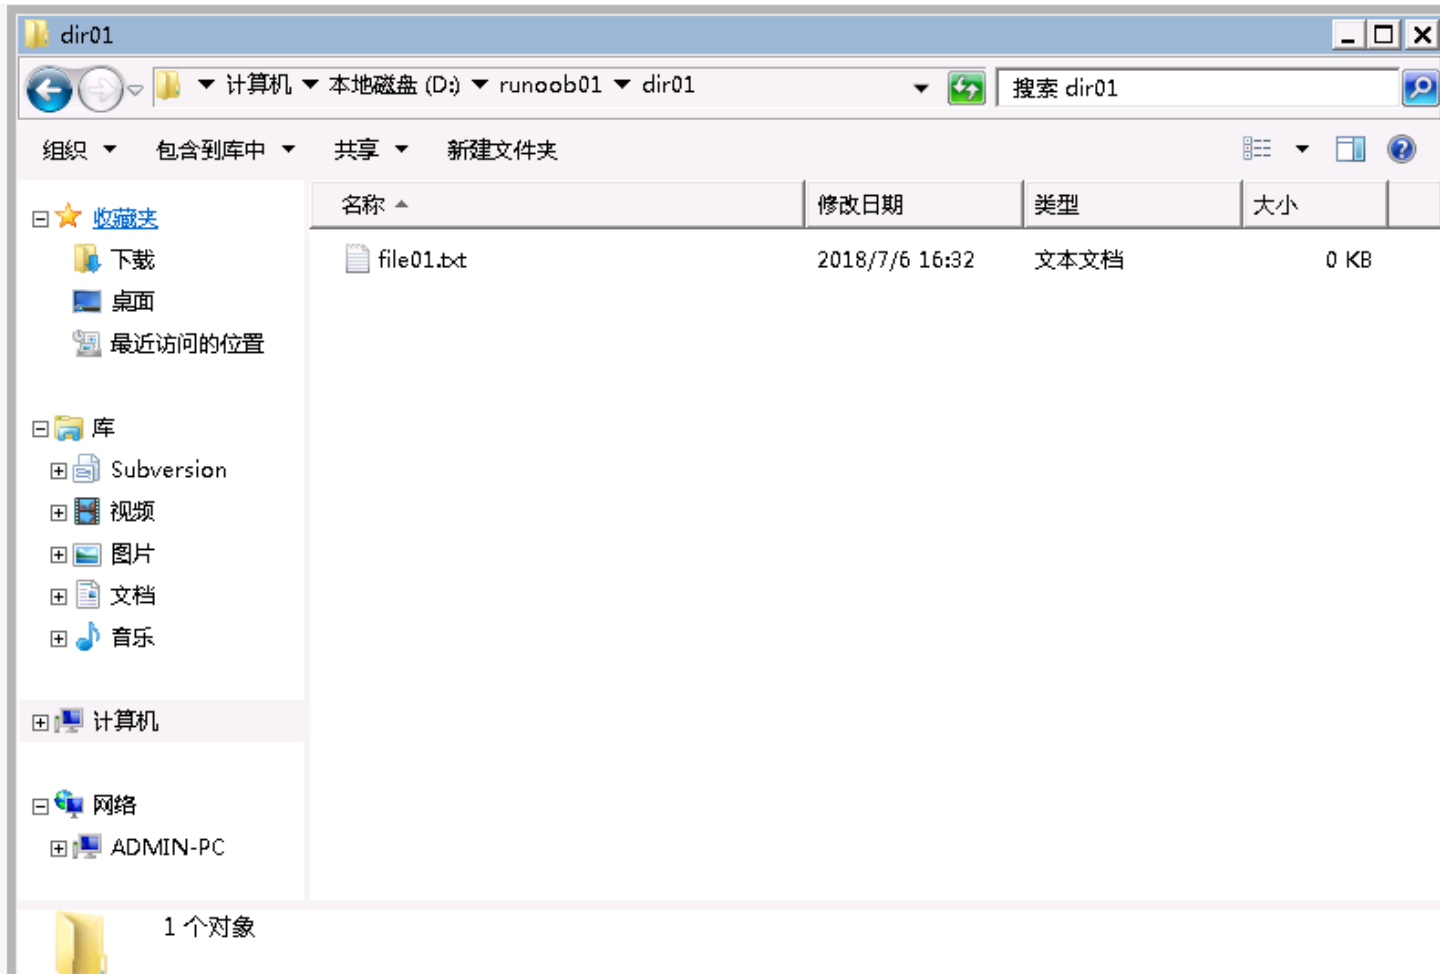 dir01
计算机 本地磁盘 (D:) runoob01 dir01
搜索 dir01
组织 包含到库中 共享 新建文件夹
名称 修改日期 类型 大小
file01.txt 2018/7/6 16:32 文本文档 0 KB
收藏夹
下载
桌面
最近访问的位置
库
Subversion
视频
图片
文档
音乐
计算机
网络
ADMIN-PC
1 个对象